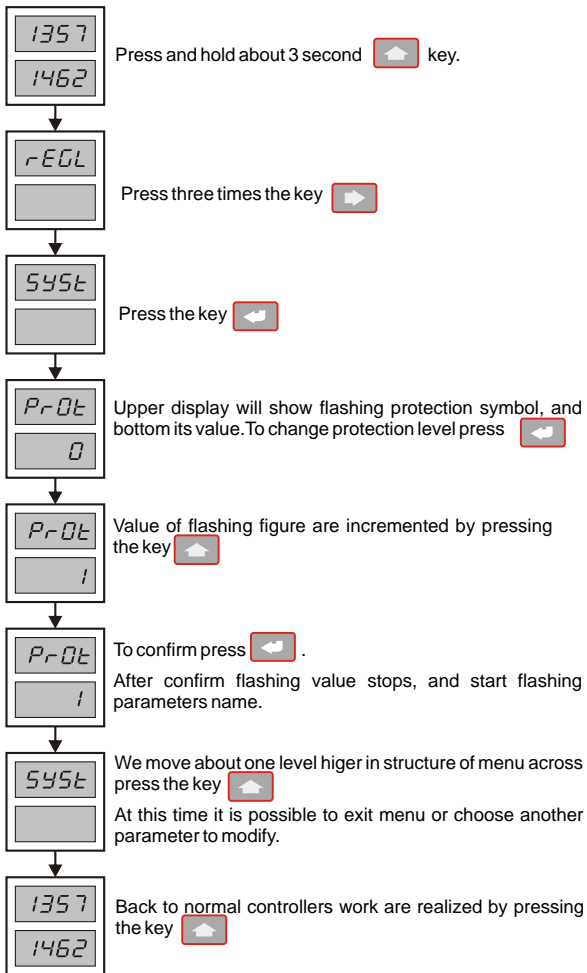 1357
Press and hold about 3 second key.
1462
rEGL
Press three times the key
SYSt
Press the key
Prot
Upper display will show flashing protection symbol, and
bottom its value.To change protection level press
0
Prot
Value of flashing figure are incremented by pressing
the key
1
Prot
To confirm press .
1
After confirm flashing value stops, and start flashing
parameters name.
SYSt
We move about one level higer in structure of menu across
press the key
At this time it is possible to exit menu or choose another
parameter to modify.
1357
Back to normal controllers work are realized by pressing
the key
1462